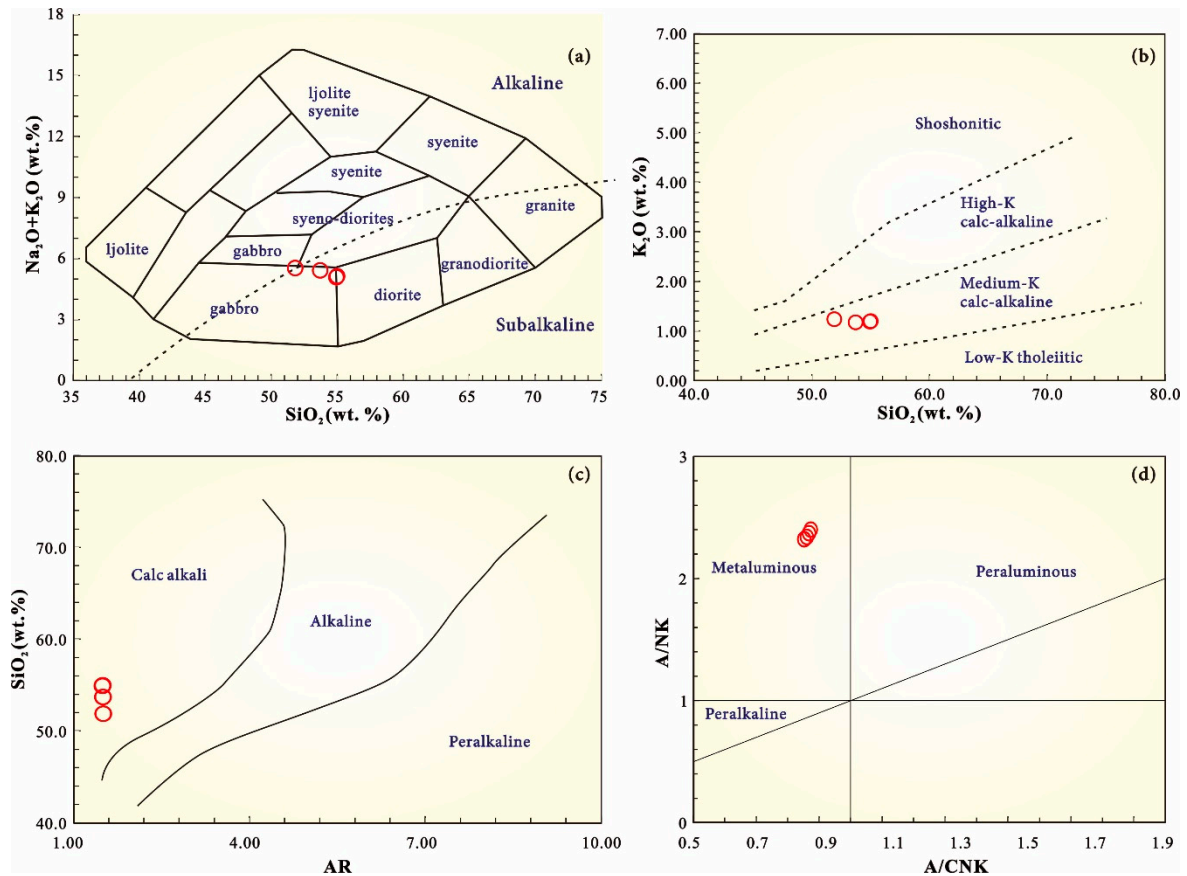 (a)
Alkaline
ljolite
syenite
syenite
syenite
syeno-diorites
granite
ljolite
gabbro
granodiorite
gabbro
diorite
Subalkaline
18
15
12
9
6
3
0
Na₂O+K₂O (wt.%)
35 40 45 50 55 60 65 70 75
SiO₂(wt. %)
(b)
Shoshonitic
High-K
calc-alkaline
Medium-K
calc-alkaline
Low-K tholeiitic
7.00
6.00
5.00
4.00
3.00
2.00
1.00
0.00
K₂O (wt.%)
40.0 50.0 60.0 70.0 80.0
SiO₂(wt. %)
(c)
Calc alkali
Alkaline
Peralkaline
80.0
70.0
60.0
50.0
40.0
SiO₂(wt.%)
1.00 4.00 7.00 10.00
AR
(d)
Metaluminous
Peraluminous
Peralkaline
3
2
1
0
A/NK
0.5 0.7 0.9 1.1 1.3 1.5 1.7 1.9
A/CNK